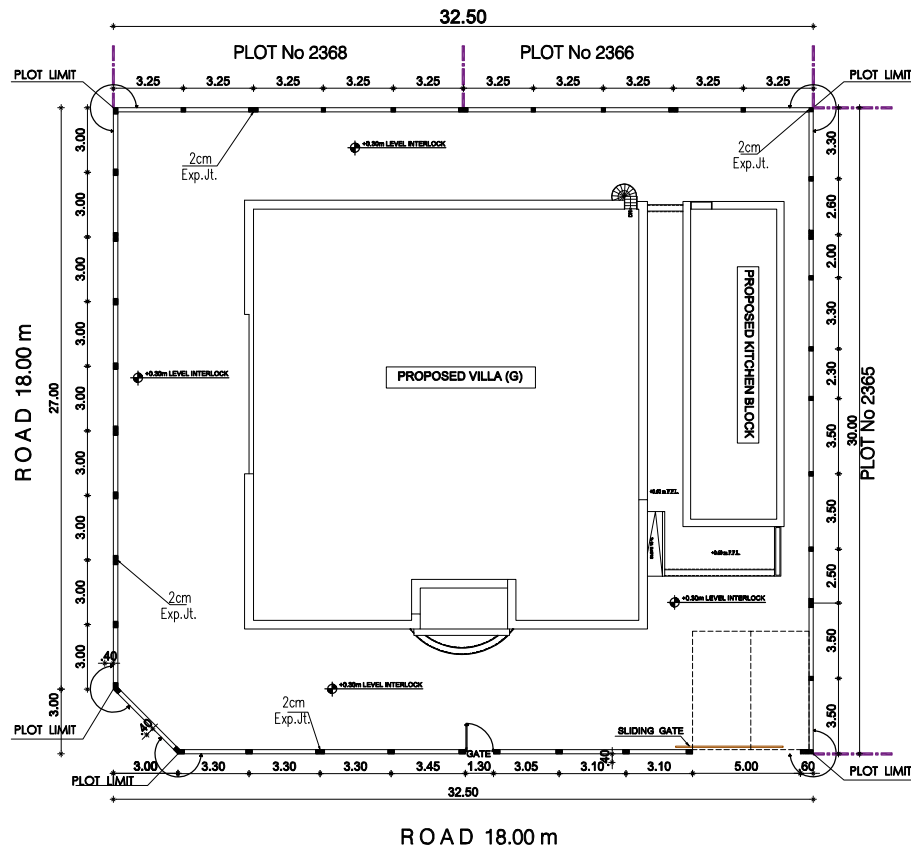 32.50
PLOT No 2368
PLOT No 2366
PLOT LIMIT
PLOT LIMIT
3.25 3.25 3.25 3.25 3.25 3.25 3.25 3.25 3.25 3.25
2cm
Exp.Jt.
+0.30m LEVEL INTERLOCK
2cm
Exp.Jt.
3.00
3.00
3.00
3.00
3.00
3.00
3.00
3.00
3.00
27.00
3.00
ROAD 18.00 m
+0.30m LEVEL INTERLOCK
PROPOSED VILLA (G)
PROPOSED KITCHEN BLOCK
3.30
2.60
2.00
3.30
2.30
3.50
3.50
2.50
3.50
3.50
30.00
PLOT No 2365
2cm
Exp.Jt.
+0.30m LEVEL INTERLOCK
.40
+0.30m LEVEL INTERLOCK
2cm
Exp.Jt.
.40
PLOT LIMIT
PLOT LIMIT
GATE
SLIDING GATE
.40
PLOT LIMIT
3.00 3.30 3.30 3.30 3.45 1.30 3.05 3.10 3.10 5.00 .60
32.50
ROAD 18.00 m